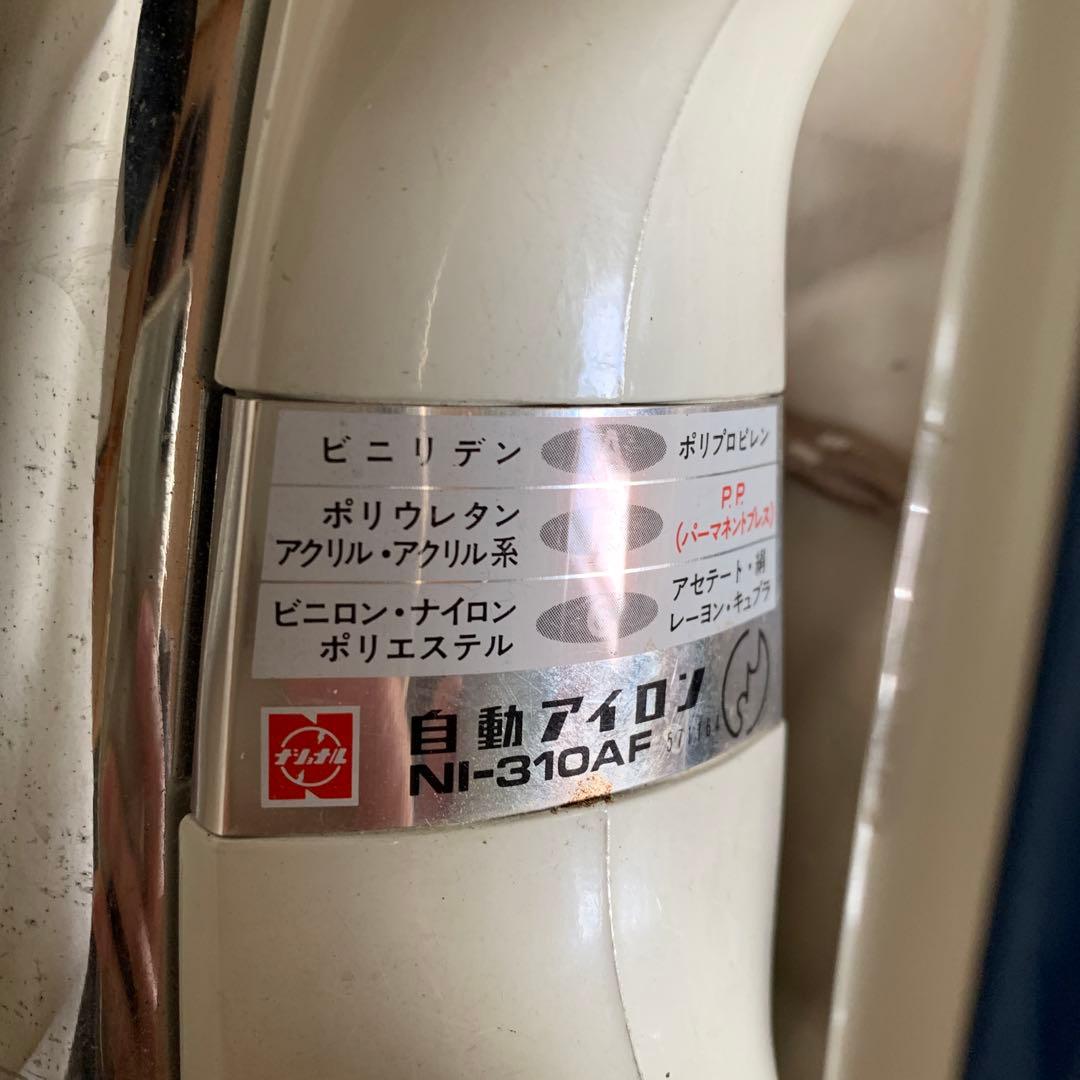 ビニリデン A ポリプロピレン
ポリウレタン
アクリル・アクリル系
P.P.
(パーマネントプレス)
ビニロン・ナイロン
ポリエステル
アセテート・絹
レーヨン・キュプラ
ナショナル
自動アイロン
NI-310AF